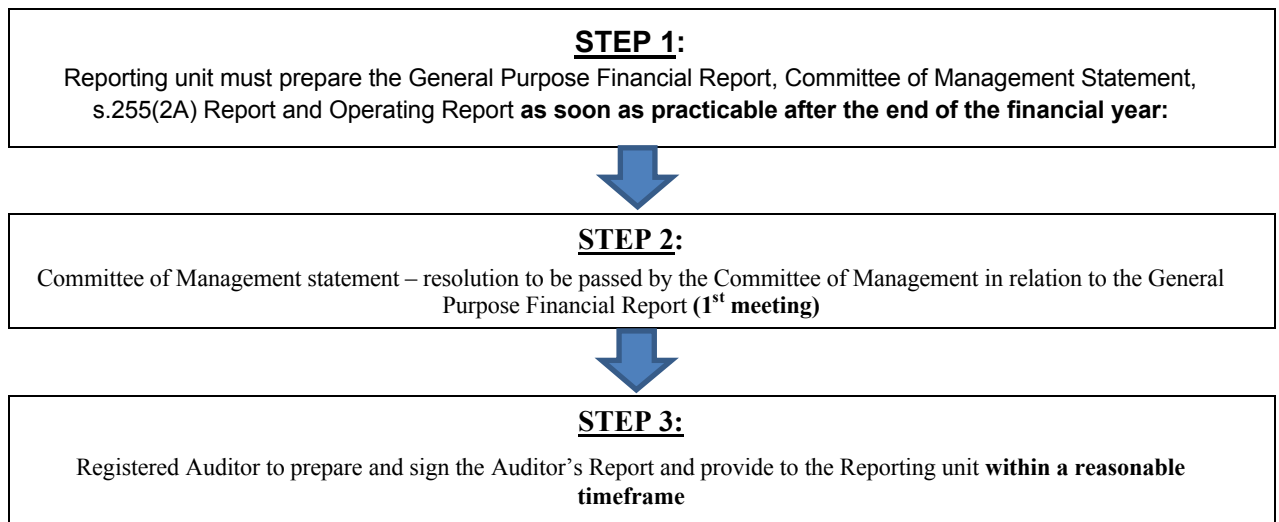 STEP 1:
Reporting unit must prepare the General Purpose Financial Report, Committee of Management Statement,
s.255(2A) Report and Operating Report as soon as practicable after the end of the financial year:
STEP 2:
Committee of Management statement – resolution to be passed by the Committee of Management in relation to the General
Purpose Financial Report (1st meeting)
STEP 3:
Registered Auditor to prepare and sign the Auditor's Report and provide to the Reporting unit within a reasonable
timeframe